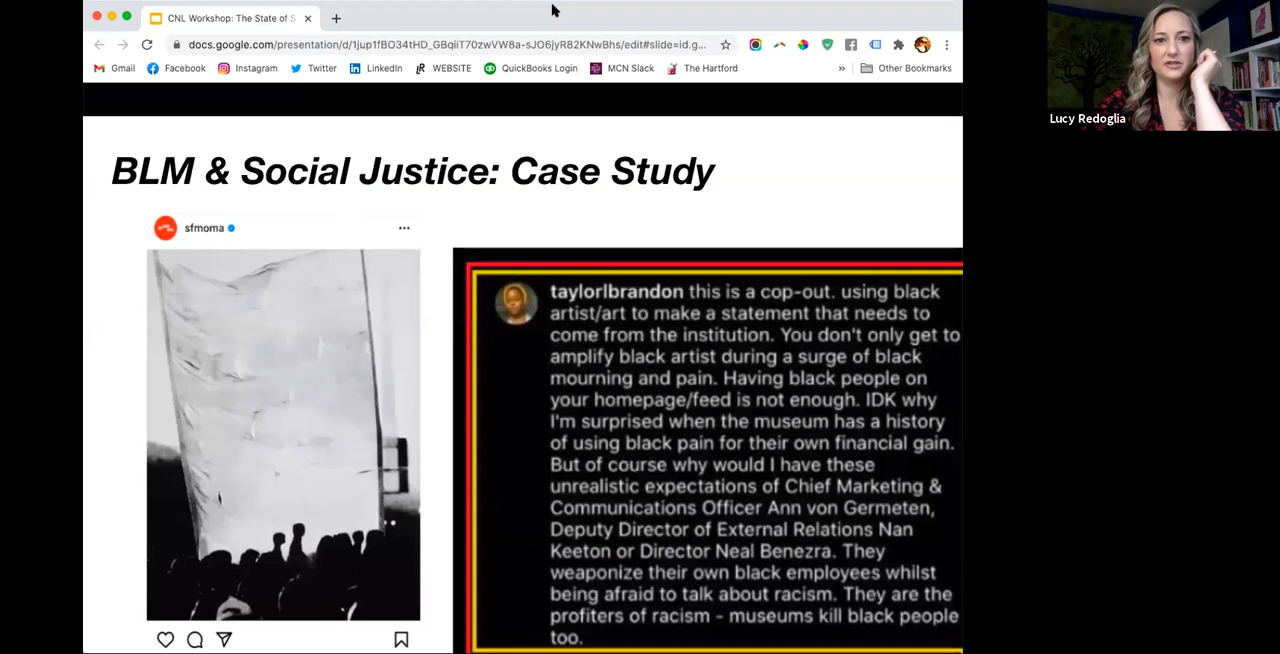 CNL Workshop: The State of S
docs.google.com/presentation/d/1jup1fBO34tHD_GBqiiT70zwVW8a-sJO6jyR82KNwBhs/edit#slide=id.g...
Gmail Facebook Instagram Twitter LinkedIn WEBSITE QuickBooks Login MCN Slack The Hartford » Other Bookmarks
Lucy Redoglia
BLM & Social Justice: Case Study
sfmoma
taylorlbrandon this is a cop-out. using black
artist/art to make a statement that needs to
come from the institution. You don't only get to
amplify black artist during a surge of black
mourning and pain. Having black people on
your homepage/feed is not enough. IDK why
I'm surprised when the museum has a history
of using black pain for their own financial gain.
But of course why would I have these
unrealistic expectations of Chief Marketing &
Communications Officer Ann von Germeten,
Deputy Director of External Relations Nan
Keeton or Director Neal Benezra. They
weaponize their own black employees whilst
being afraid to talk about racism. They are the
profiters of racism - museums kill black people
too.